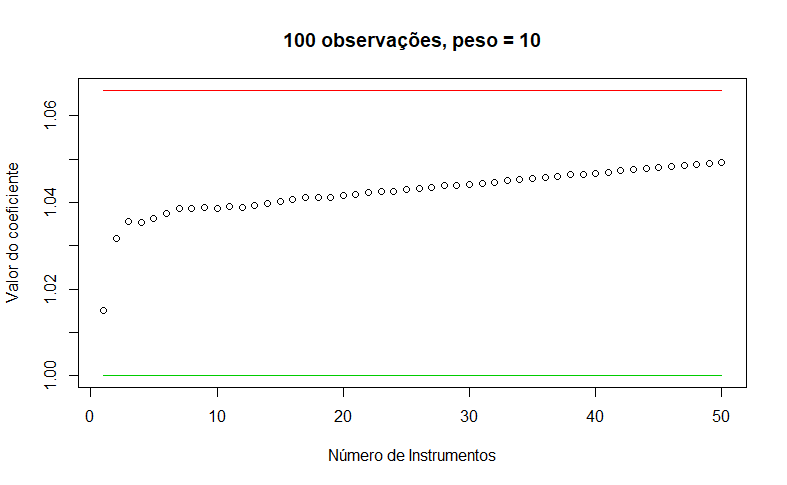 100 observações, peso = 10
Valor do coeficiente
1.06
1.04
1.02
1.00
0 10 20 30 40 50
Número de Instrumentos